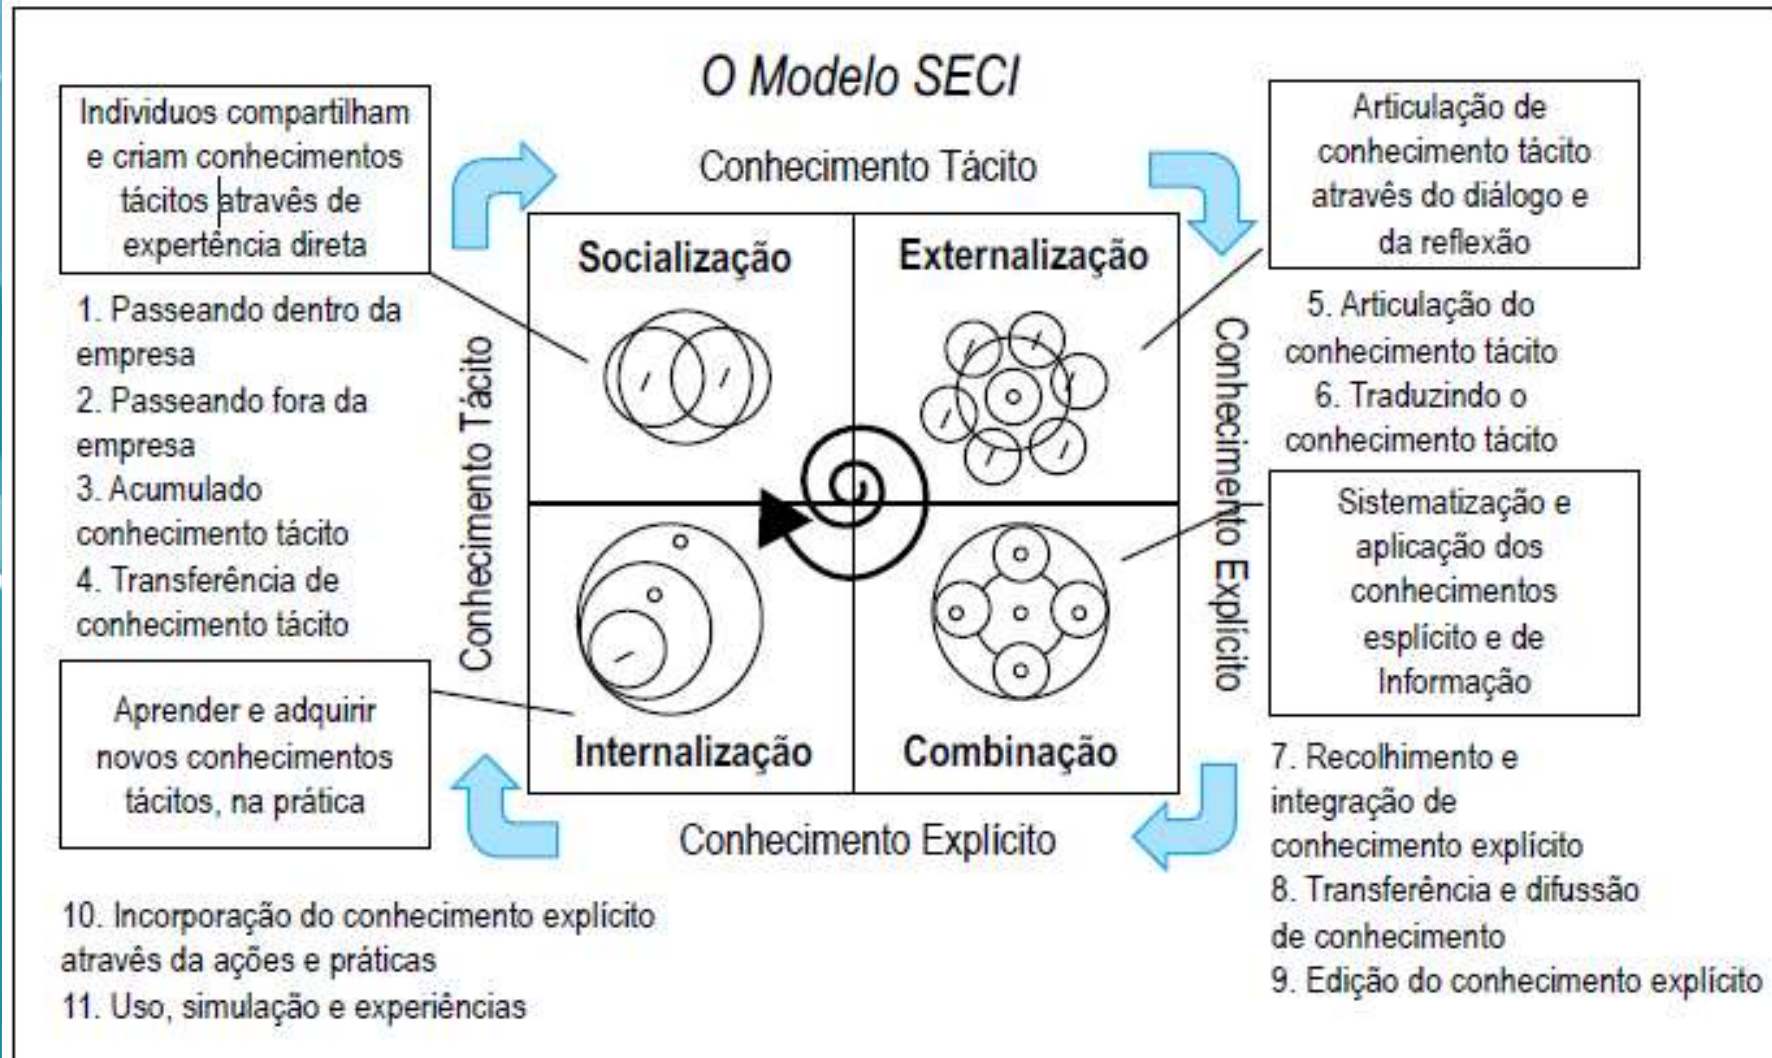 O Modelo SECI
Individuos compartilham
e criam conhecimentos
tácitos através de
expertência direta
1. Passeando dentro da
empresa
2. Passeando fora da
empresa
3. Acumulado
conhecimento tácito
4. Transferência de
conhecimento tácito
Aprender e adquirir
novos conhecimentos
tácitos, na prática
10. Incorporação do conhecimento explícito
através da ações e práticas
11. Uso, simulação e experiências
Conhecimento Tácito
Conhecimento Tácito
Socialização
Externalização
Internalização
Combinação
Conhecimento Explícito
Conhecimento Explícito
Articulação de
conhecimento tácito
através do diálogo e
da reflexão
5. Articulação do
conhecimento tácito
6. Traduzindo o
conhecimento tácito
Sistematização e
aplicação dos
conhecimentos
esplícito e de
Informação
7. Recolhimento e
integração de
conhecimento explícito
8. Transferência e difussão
de conhecimento
9. Edição do conhecimento explícito